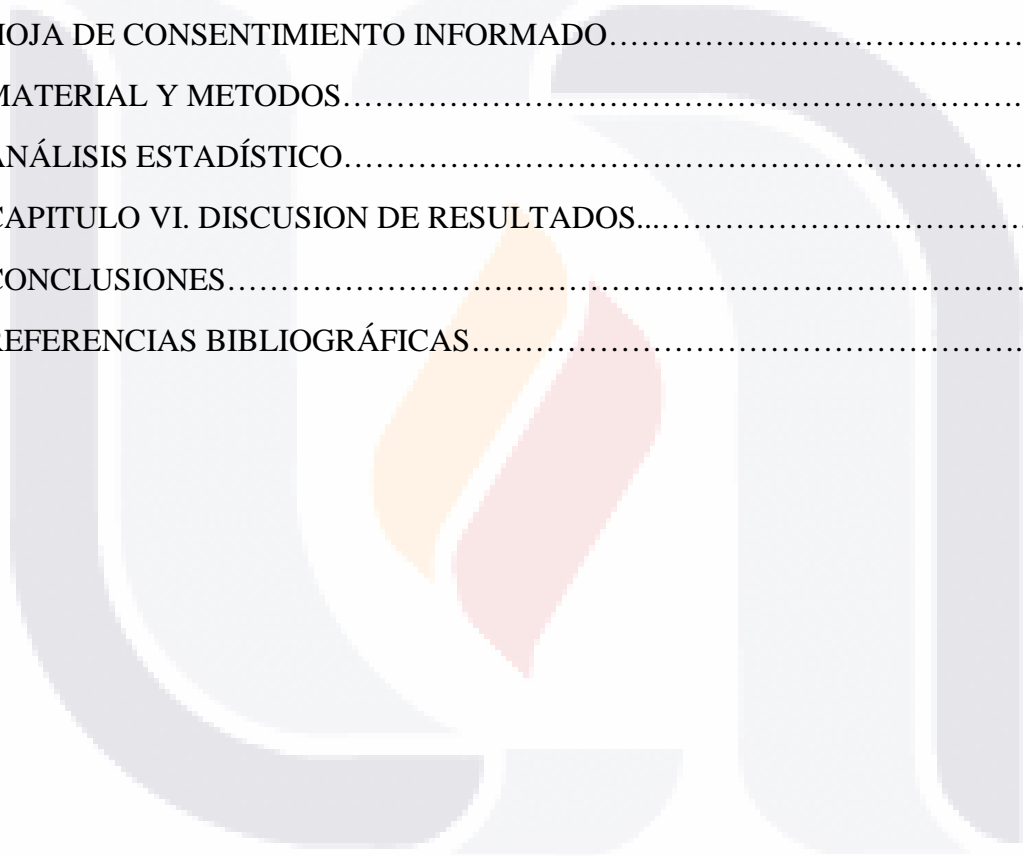 HOJA DE CONSENTIMIENTO INFORMADO……………………………………
MATERIAL Y METODOS……………………………………………………….
ANÁLISIS ESTADÍSTICO……………………………………………………….
CAPITULO VI. DISCUSION DE RESULTADOS...…………………….………….
CONCLUSIONES…………………………………………………………………….
REFERENCIAS BIBLIOGRÁFICAS……………………………………………….